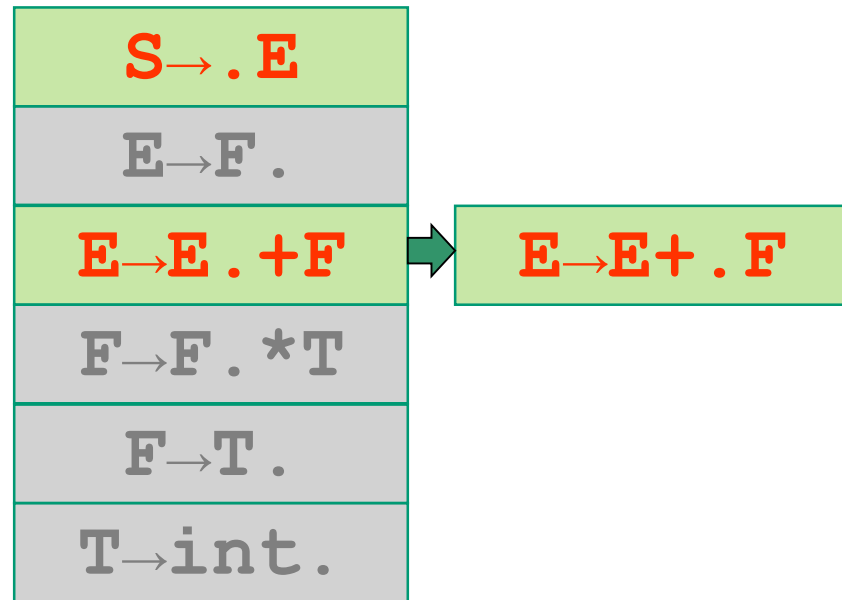 S→.E
E→F.
E→E.+F
E→E+.F
F→F.*T
F→T.
T→int.